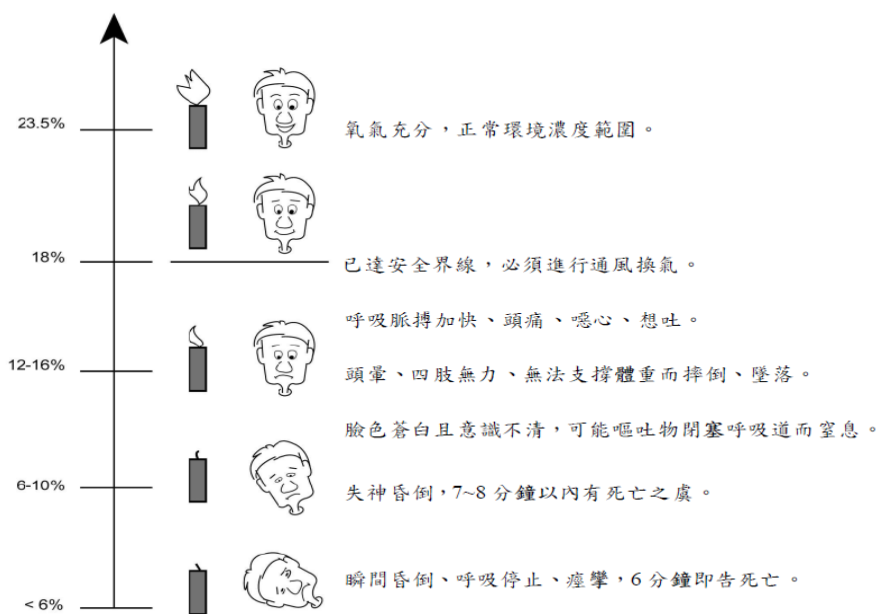 23.5%
氧氣充分，正常環境濃度範圍。
18%
已達安全界線，必須進行通風換氣。
呼吸脈搏加快、頭痛、噁心、想吐。
12-16%
頭暈、四肢無力、無法支撐體重而摔倒、墜落。
臉色蒼白且意識不清，可能嘔吐物閉塞呼吸道而窒息。
6-10%
失神昏倒，7~8 分鐘以內有死亡之虞。
瞬間昏倒、呼吸停止、痙攣，6 分鐘即告死亡。
< 6%